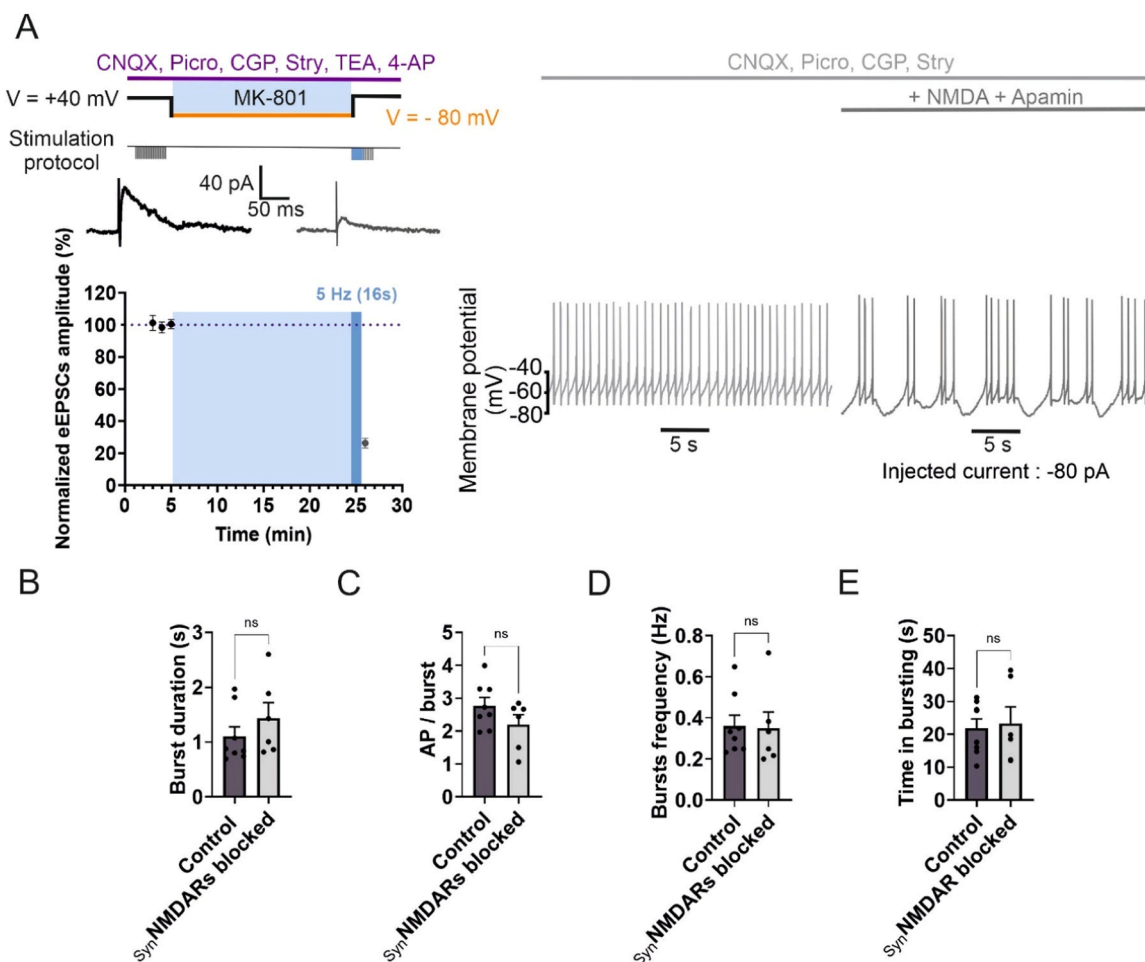 A
CNQX, Picro, CGP, Stry, TEA, 4-AP
V = +40 mV
MK-801
V = - 80 mV
Stimulation
protocol
40 pA
50 ms
Normalized eEPSCs amplitude (%)
120
100
80
60
40
20
0
5 Hz (16s)
0 5 10 15 20 25 30
Time (min)
CNQX, Picro, CGP, Stry
+ NMDA + Apamin
Membrane potential
(mV)
-40
-60
-80
5 s
5 s
Injected current : -80 pA
B
Burst duration (s)
3
2
1
0
ns
Control
SynNMDARs blocked
C
AP / burst
5
4
3
2
1
0
ns
Control
SynNMDARs blocked
D
Bursts frequency (Hz)
0.8
0.6
0.4
0.2
0.0
ns
Control
SynNMDARs blocked
E
Time in bursting (s)
50
40
30
20
10
0
ns
Control
SynNMDAR blocked